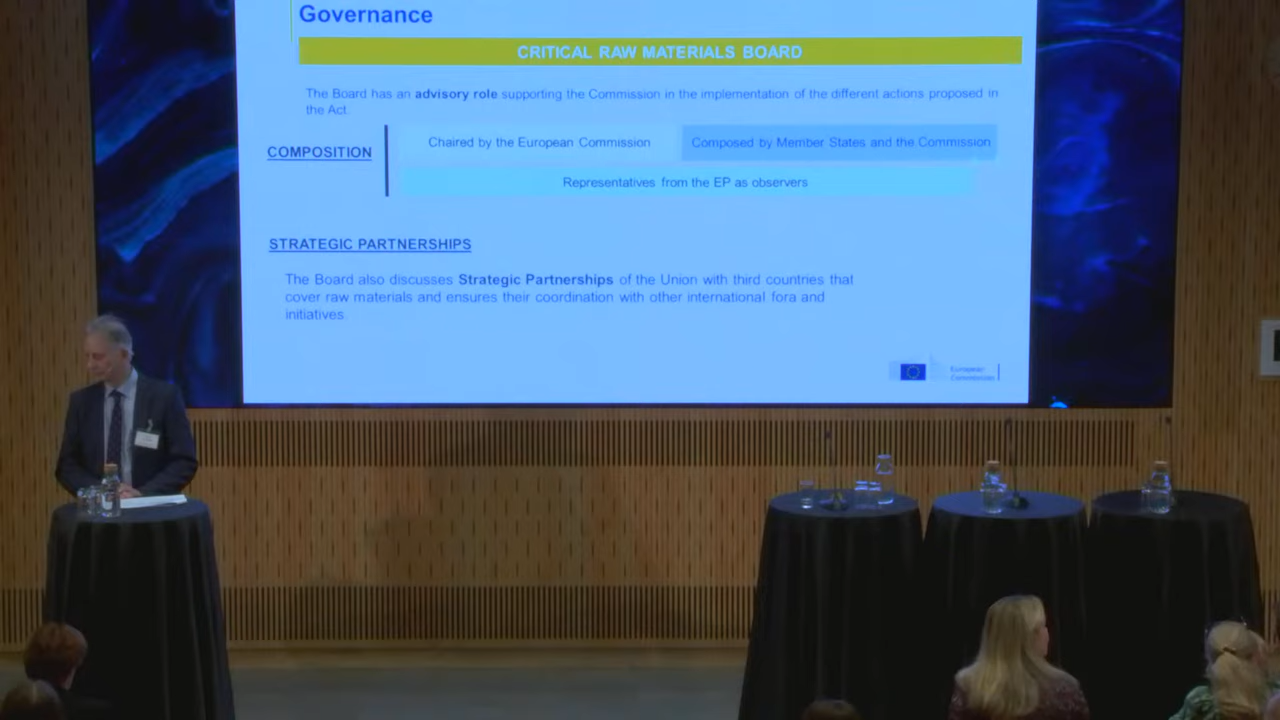 Governance
CRITICAL RAW MATERIALS BOARD
The Board has an advisory role supporting the Commission in the implementation of the different actions proposed in
the Act.
COMPOSITION
Chaired by the European Commission
Composed by Member States and the Commission
Representatives from the EP as observers
STRATEGIC PARTNERSHIPS
The Board also discusses Strategic Partnerships of the Union with third countries that
cover raw materials and ensures their coordination with other international fora and
initiatives.
European
Commission